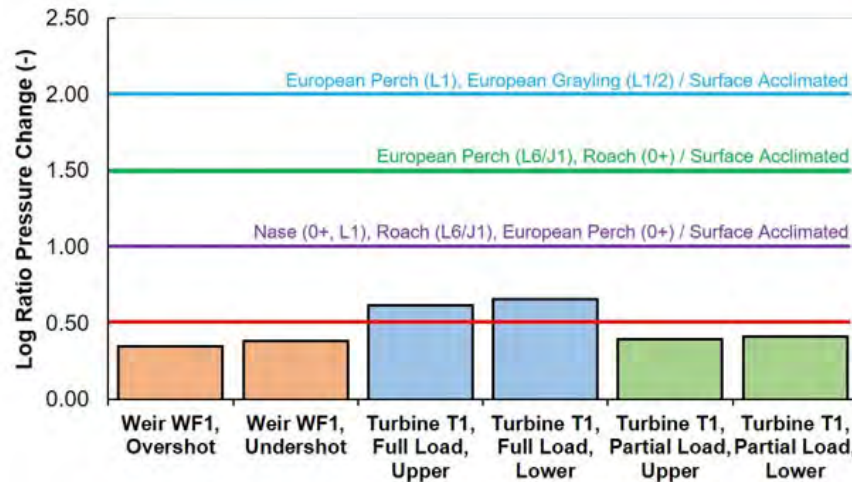 Log Ratio Pressure Change (-)
2.50
2.00
1.50
1.00
0.50
0.00
European Perch (L1), European Grayling (L1/2) / Surface Acclimated
European Perch (L6/J1), Roach (0+) / Surface Acclimated
Nase (0+, L1), Roach (L6/J1), European Perch (0+) / Surface Acclimated
Weir WF1,
Overshot
Weir WF1,
Undershot
Turbine T1,
Full Load,
Upper
Turbine T1,
Full Load,
Lower
Turbine T1,
Partial Load,
Upper
Turbine T1,
Partial Load,
Lower